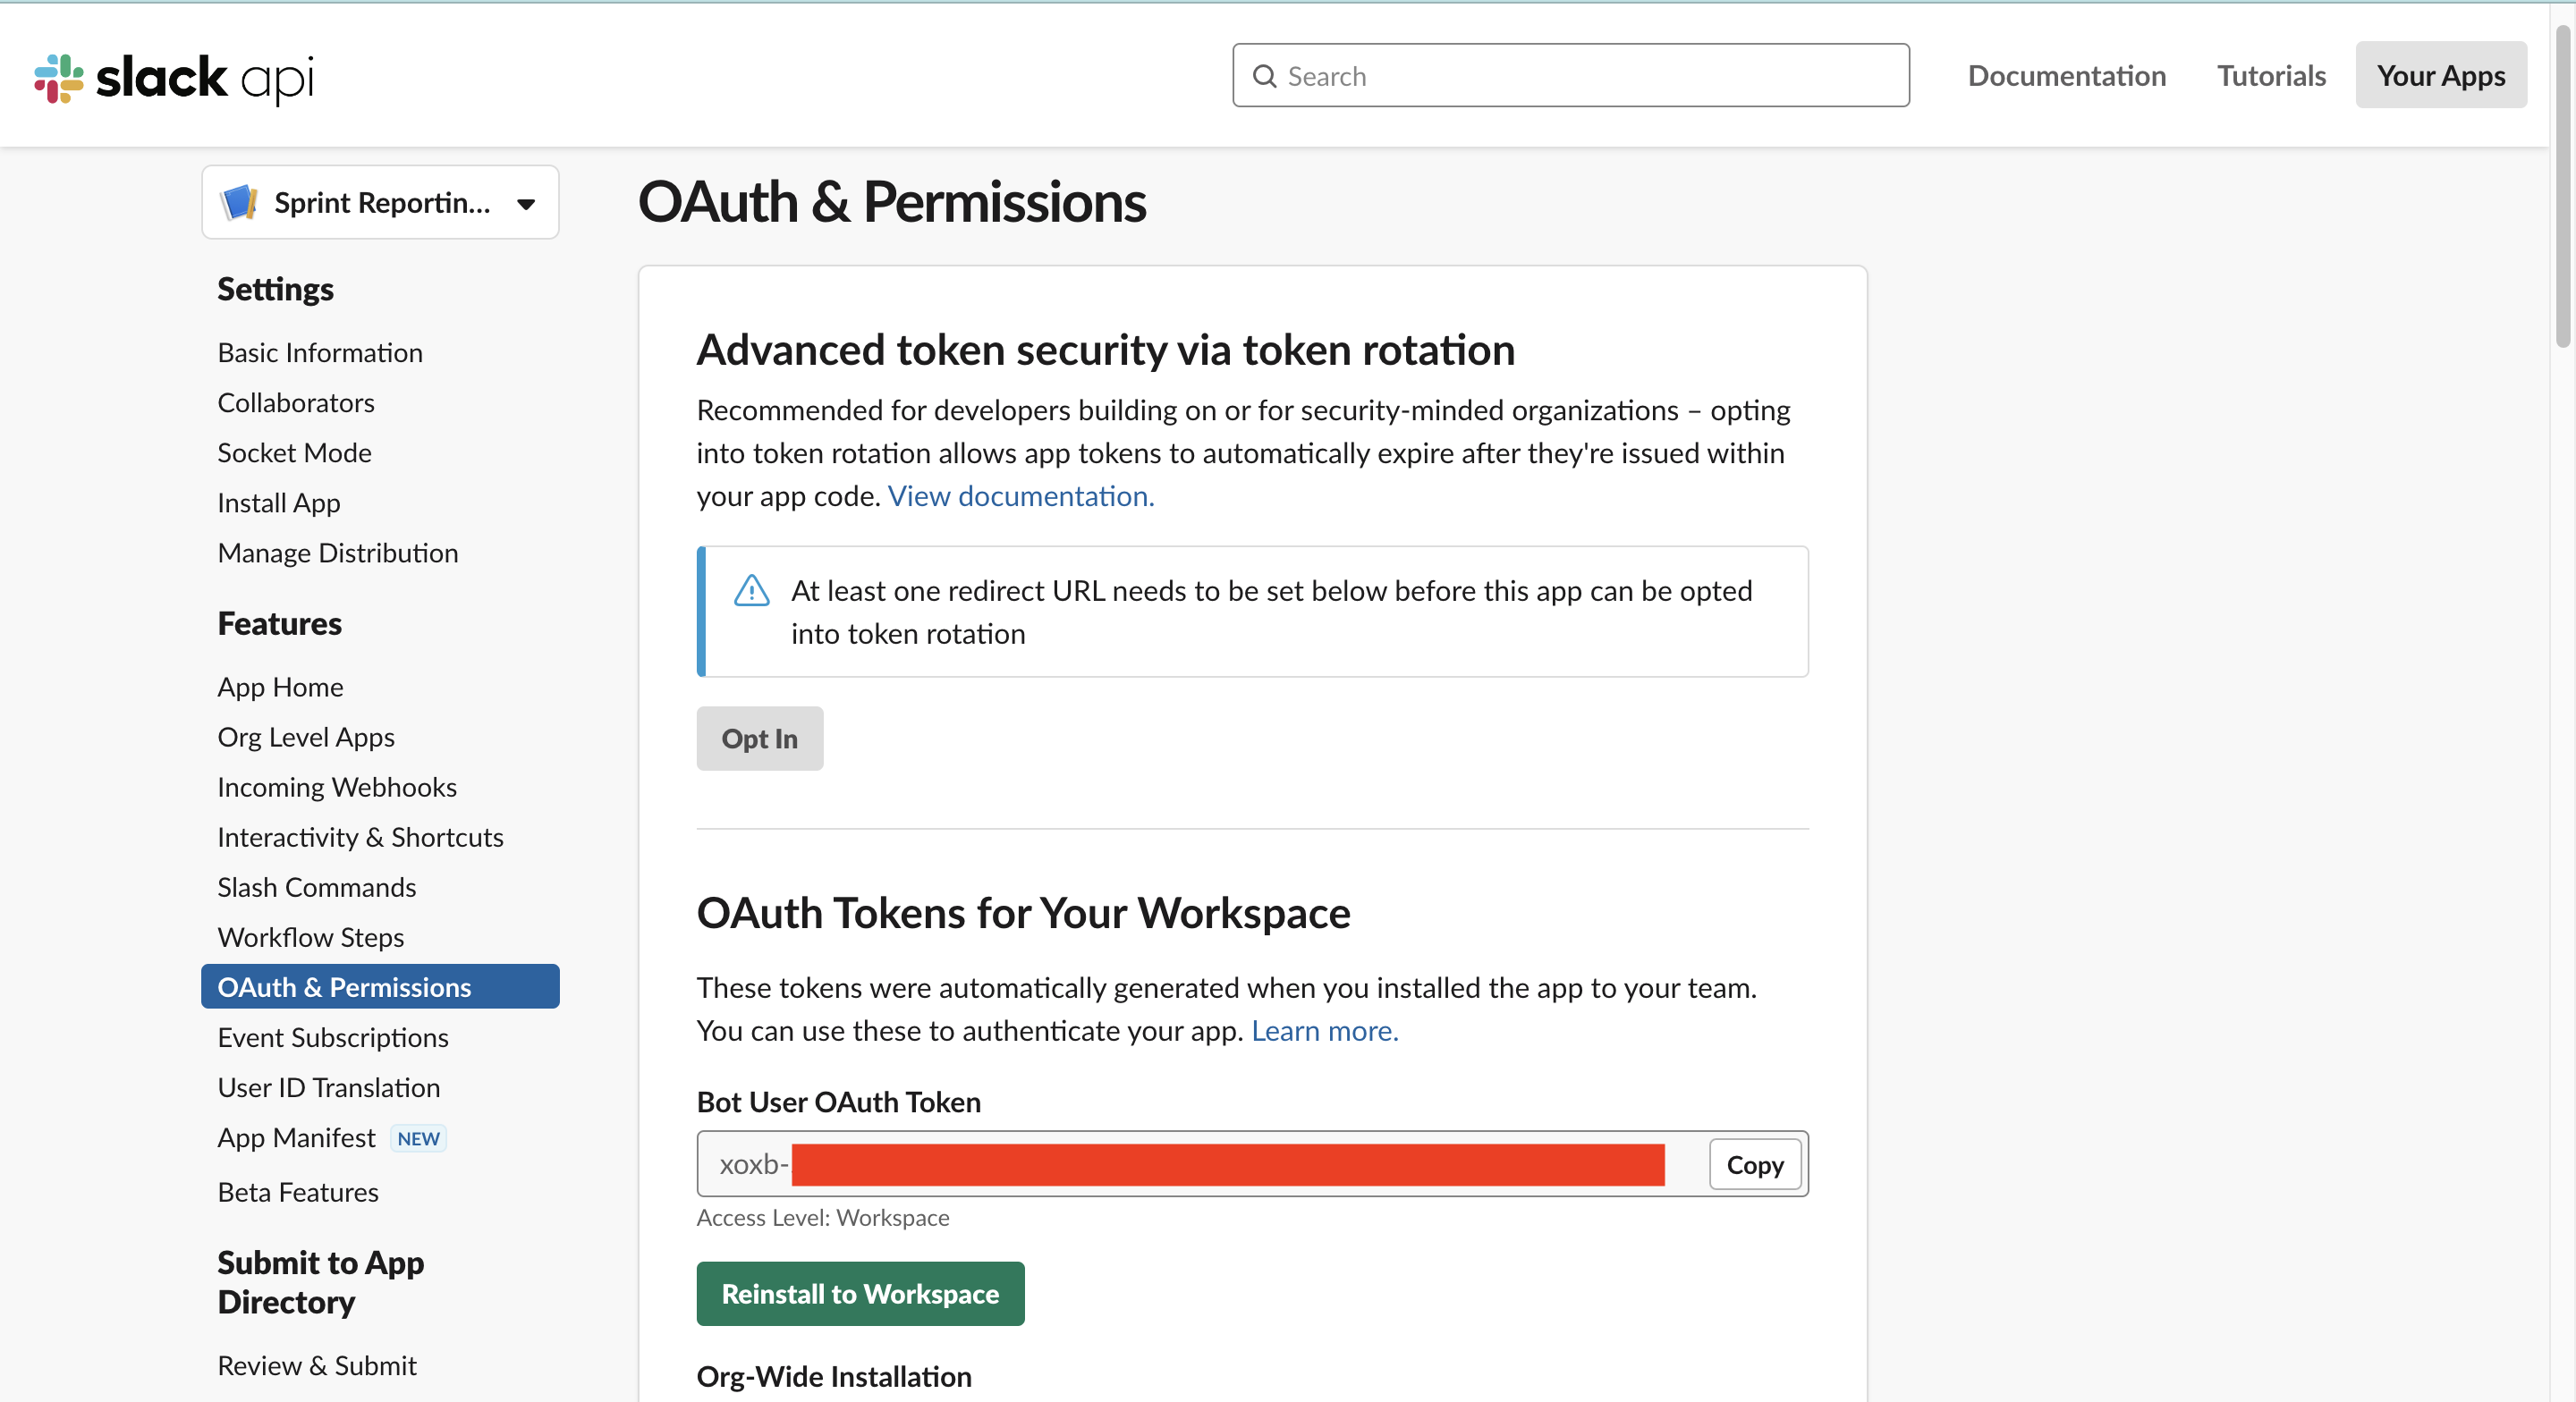 slack api
Search
Documentation
Tutorials
Your Apps
Sprint Reportin...
Settings
Basic Information
Collaborators
Socket Mode
Install App
Manage Distribution
Features
App Home
Org Level Apps
Incoming Webhooks
Interactivity & Shortcuts
Slash Commands
Workflow Steps
OAuth & Permissions
Event Subscriptions
User ID Translation
App Manifest NEW
Beta Features
Submit to App
Directory
Review & Submit
OAuth & Permissions
Advanced token security via token rotation
Recommended for developers building on or for security-minded organizations – opting
into token rotation allows app tokens to automatically expire after they're issued within
your app code. View documentation.
At least one redirect URL needs to be set below before this app can be opted
into token rotation
Opt In
OAuth Tokens for Your Workspace
These tokens were automatically generated when you installed the app to your team.
You can use these to authenticate your app. Learn more.
Bot User OAuth Token
xoxb-
Copy
Access Level: Workspace
Reinstall to Workspace
Org-Wide Installation